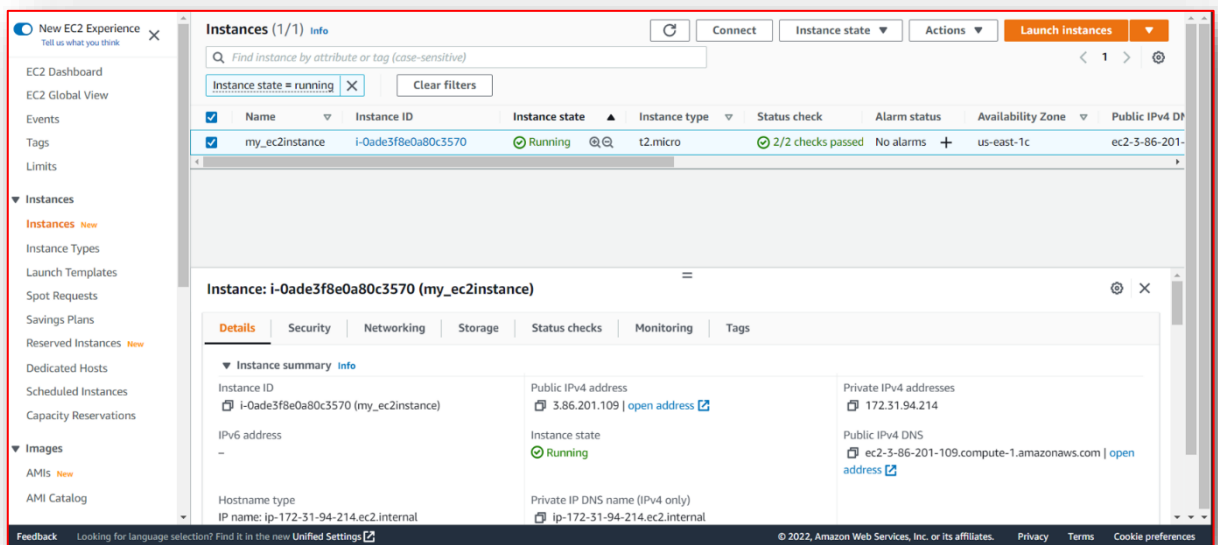 New EC2 Experience
Tell us what you think
EC2 Dashboard
EC2 Global View
Events
Tags
Limits
Instances
Instances New
Instance Types
Launch Templates
Spot Requests
Savings Plans
Reserved Instances New
Dedicated Hosts
Scheduled Instances
Capacity Reservations
Images
AMIs New
AMI Catalog
Instances (1/1) Info
Connect
Instance state
Actions
Launch instances
Find instance by attribute or tag (case-sensitive)
1
Instance state = running
Clear filters
Name Instance ID Instance state Instance type Status check Alarm status Availability Zone Public IPv4 DN
my_ec2instance i-0ade3f8e0a80c3570 Running t2.micro 2/2 checks passed No alarms + us-east-1c ec2-3-86-201-
Instance: i-0ade3f8e0a80c3570 (my_ec2instance)
Details Security Networking Storage Status checks Monitoring Tags
Instance summary Info
Instance ID
i-0ade3f8e0a80c3570 (my_ec2instance)
Public IPv4 address
3.86.201.109 | open address
Private IPv4 addresses
172.31.94.214
IPv6 address
–
Instance state
Running
Public IPv4 DNS
ec2-3-86-201-109.compute-1.amazonaws.com | open
address
Hostname type
IP name: ip-172-31-94-214.ec2.internal
Private IP DNS name (IPv4 only)
ip-172-31-94-214.ec2.internal
Feedback Looking for language selection? Find it in the new Unified Settings © 2022, Amazon Web Services, Inc. or its affiliates. Privacy Terms Cookie preferences